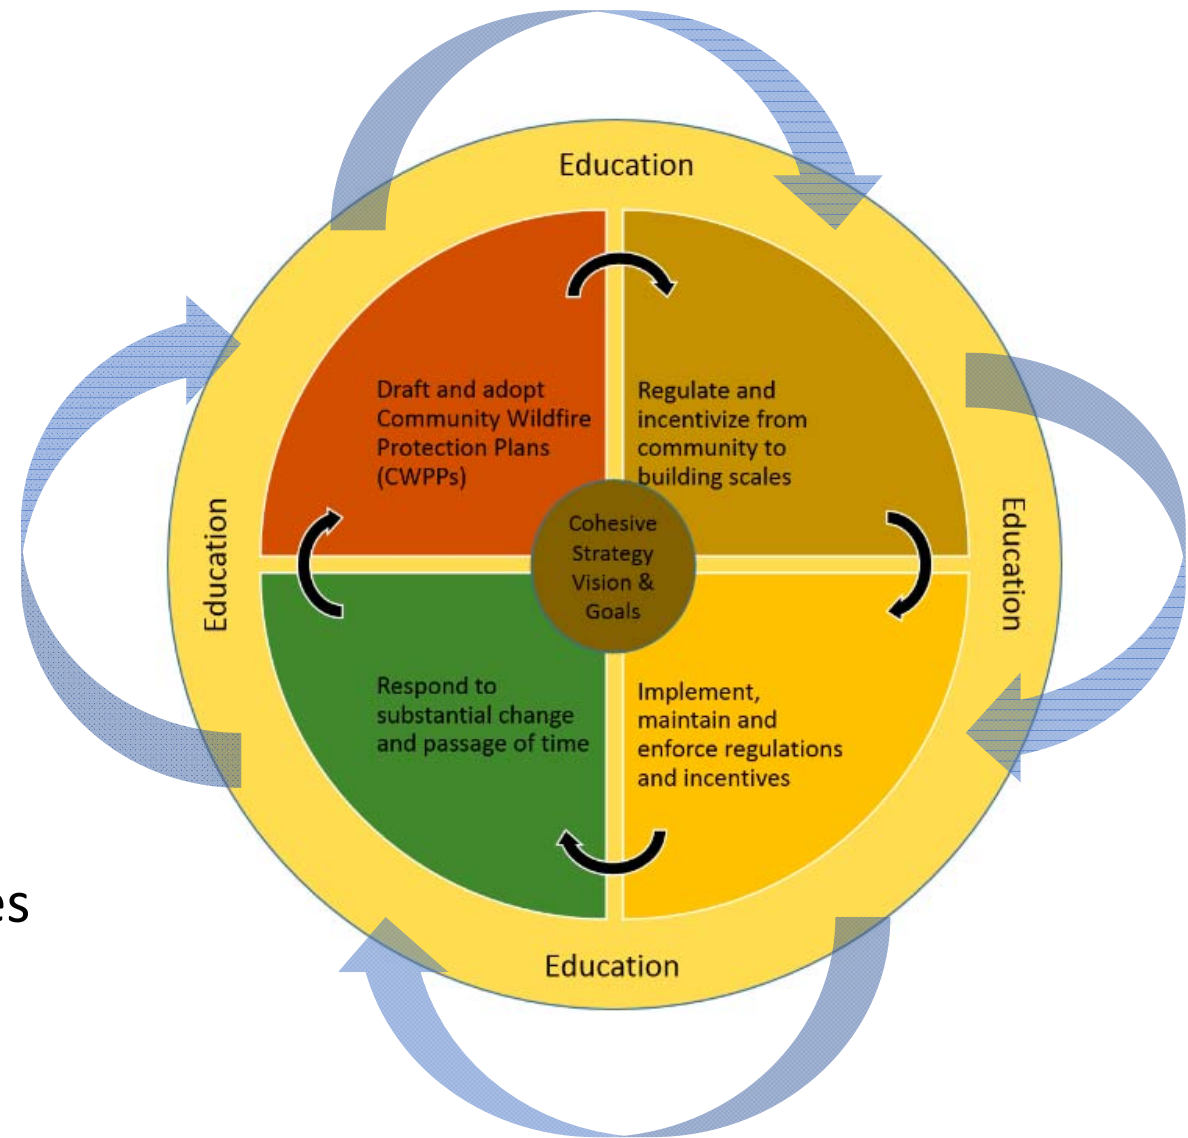 Education
Draft and adopt
Community Wildfire
Protection Plans
(CWPPs)
Regulate and
incentivize from
community to
building scales
Cohesive
Strategy
Vision &
Goals
Education
Education
Respond to
substantial change
and passage of time
Implement,
maintain and
enforce regulations
and incentives
es
Education